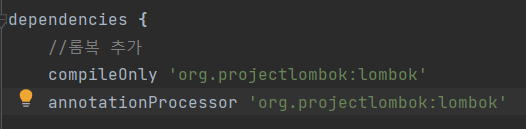 dependencies {
//롬복 추가
compileOnly 'org.projectlombok:lombok'
annotationProcessor 'org.projectlombok:lombok'